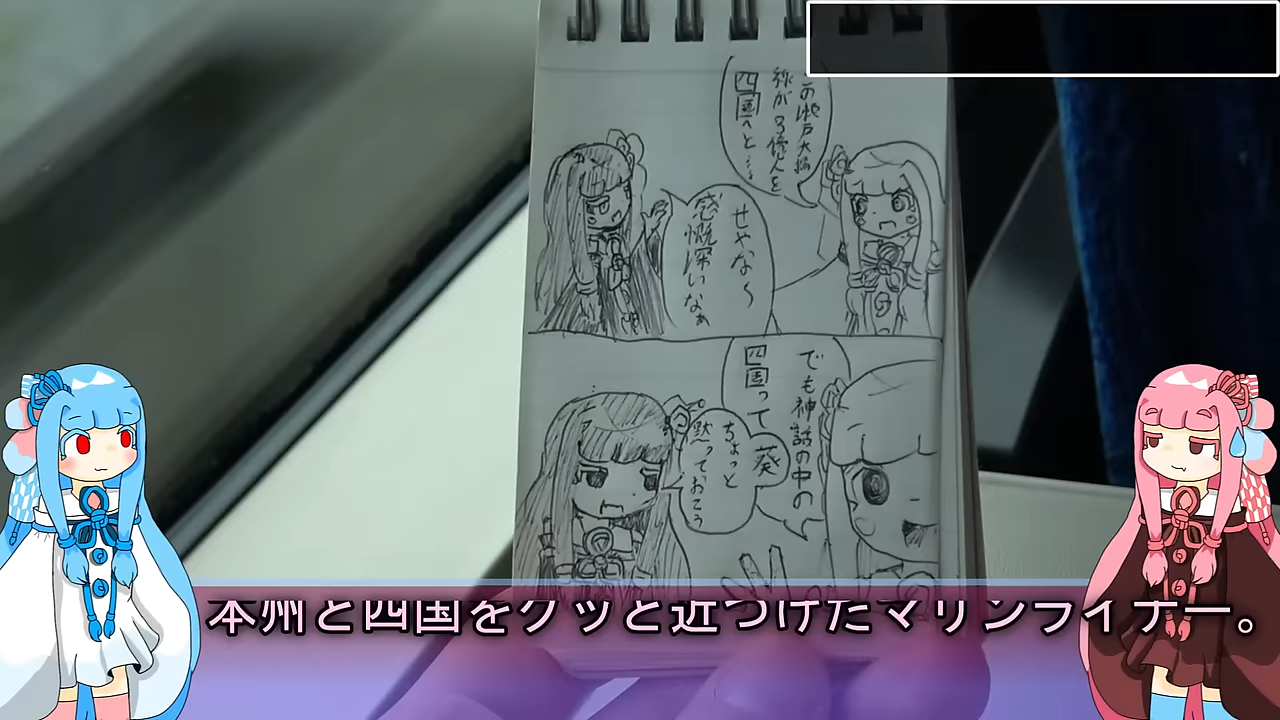 この瀬戸大橋
線が3億人を
四国へと…
せやな〜
感慨深いなぁ
でも神話の中の
四国って
葵
ちょっと
黙っておこう
本州と四国をグッと近づけたマリンライナー。